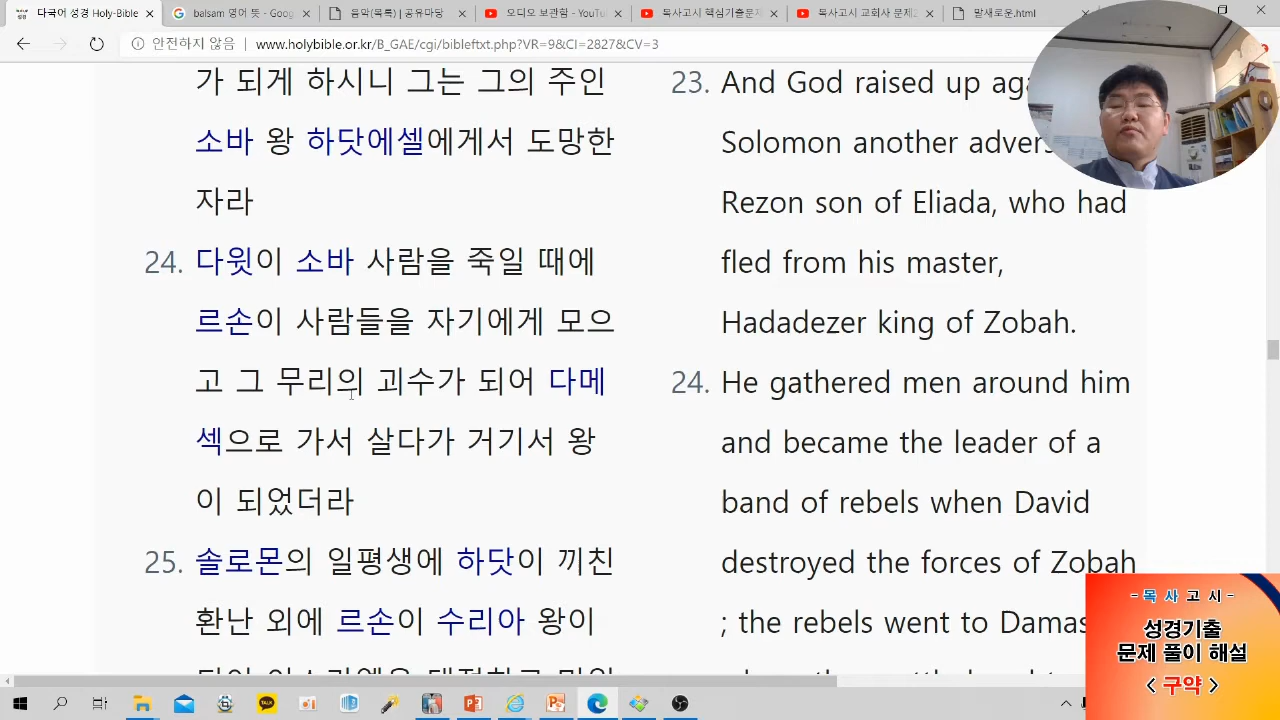 다국어 성경 Holy-Bible
balsam 영어 뜻 - Goog
음악(목록) | 공유마당
오디오 보관함 - YouTu
목사고시 핵심기출문
목사고시 교회사 문제
말새로운.html
안전하지 않음
www.holybible.or.kr/B_GAE/cgi/bibleftxt.php?VR=9&CI=2827&CV=3
가 되게 하시니 그는 그의 주인
소바 왕 하닷에셀에게서 도망한
자라
24. 다윗이 소바 사람을 죽일 때에
르손이 사람들을 자기에게 모으
고 그 무리의 괴수가 되어 다메
섹으로 가서 살다가 거기서 왕
이 되었더라
25. 솔로몬의 일평생에 하닷이 끼친
환난 외에 르손이 수리아 왕이
23. And God raised up aga
Solomon another advers
Rezon son of Eliada, who had
fled from his master,
Hadadezer king of Zobah.
24. He gathered men around him
and became the leader of a
band of rebels when David
destroyed the forces of Zobah
; the rebels went to Damas
- 목 사 고 시 -
성경기출
문제 풀이 해설
< 구약 >